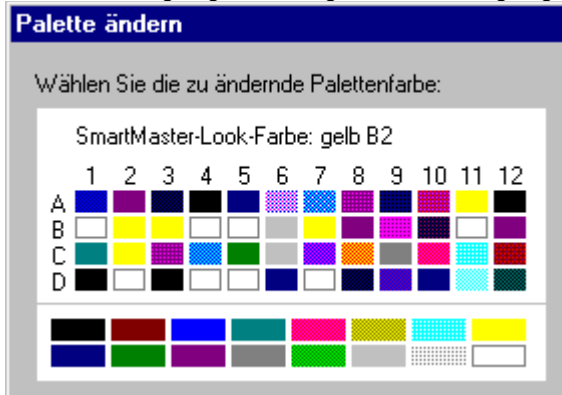 Palette ändern
Wählen Sie die zu ändernde Palettenfarbe:
SmartMaster-Look-Farbe: gelb B2
1 2 3 4 5 6 7 8 9 10 11 12
A
B
C
D